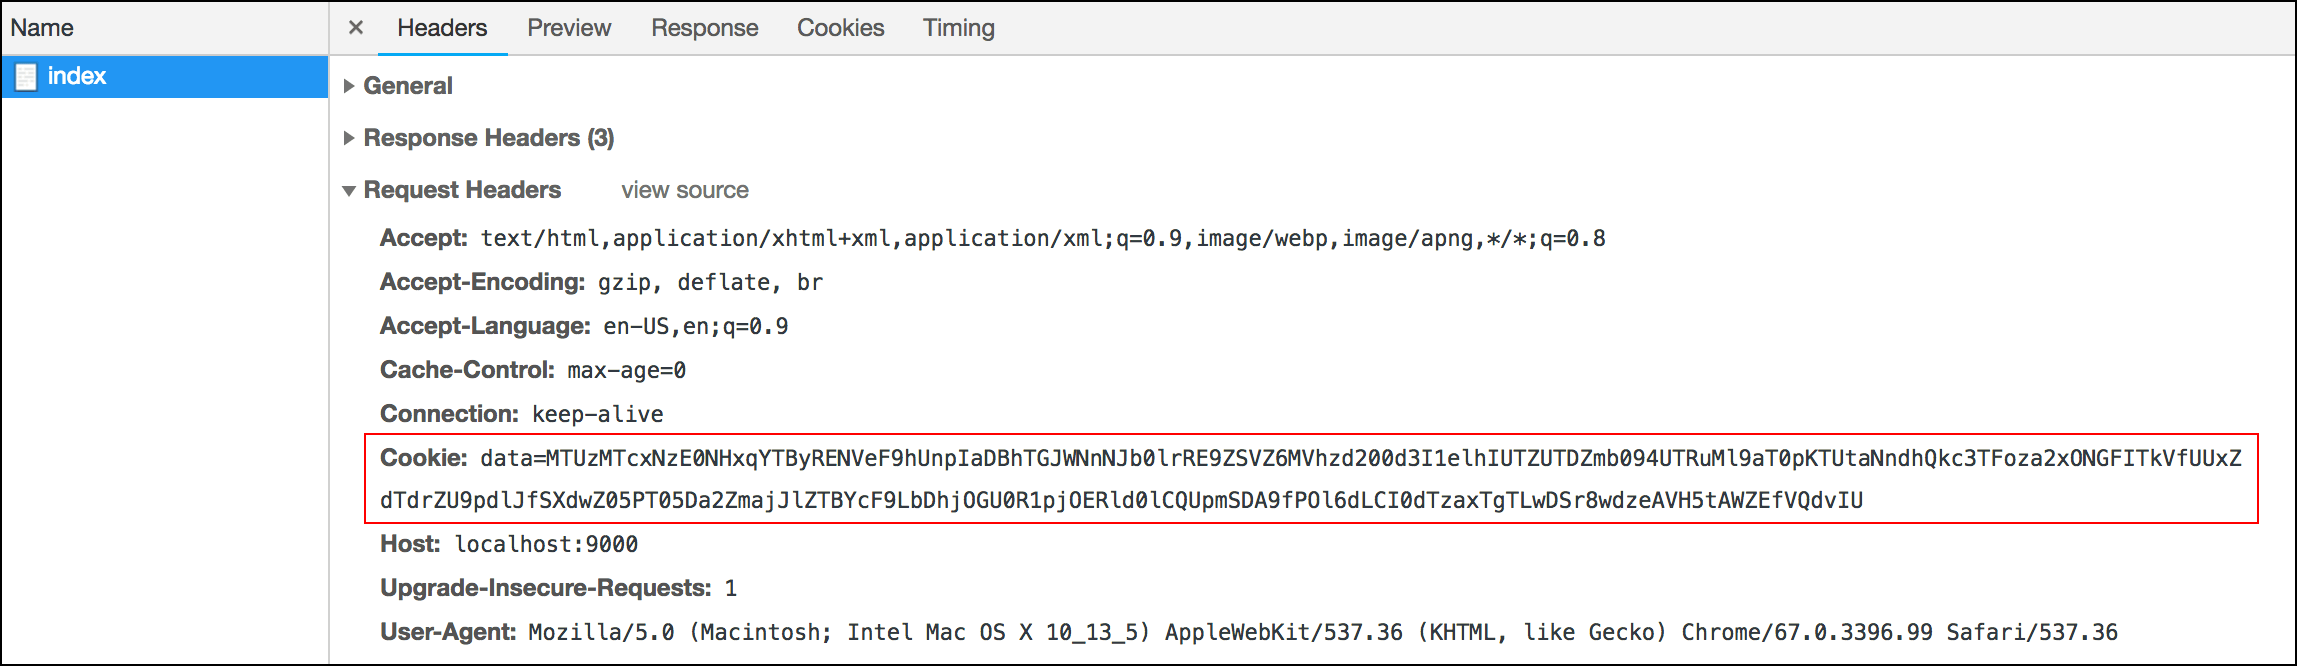 Name
× Headers Preview Response Cookies Timing
index
General
Response Headers (3)
Request Headers view source
Accept: text/html,application/xhtml+xml,application/xml;q=0.9,image/webp,image/apng,*/*;q=0.8
Accept-Encoding: gzip, deflate, br
Accept-Language: en-US,en;q=0.9
Cache-Control: max-age=0
Connection: keep-alive
Cookie: data=MTUzMTcxNzE0NHxqYTByRENVeF9hUnpIaDBhTGJWNnNJb0lrRE9ZSVZ6MVhzd200d3I1elhIUTZUTDZmb094UTRuMl9aT0pKTUtaNndhQkc3TFoza2xONGFITkVfUUxZ
dTdrZU9pdlJfSXdwZ05PT05Da2ZmajJlZTBYcF9LbDhjOGU0R1pjOERld0lCQUpmSDA9fPOl6dLCI0dTzaxTgTLwDSr8wdzeAVH5tAWZEfVQdvIU
Host: localhost:9000
Upgrade-Insecure-Requests: 1
User-Agent: Mozilla/5.0 (Macintosh; Intel Mac OS X 10_13_5) AppleWebKit/537.36 (KHTML, like Gecko) Chrome/67.0.3396.99 Safari/537.36